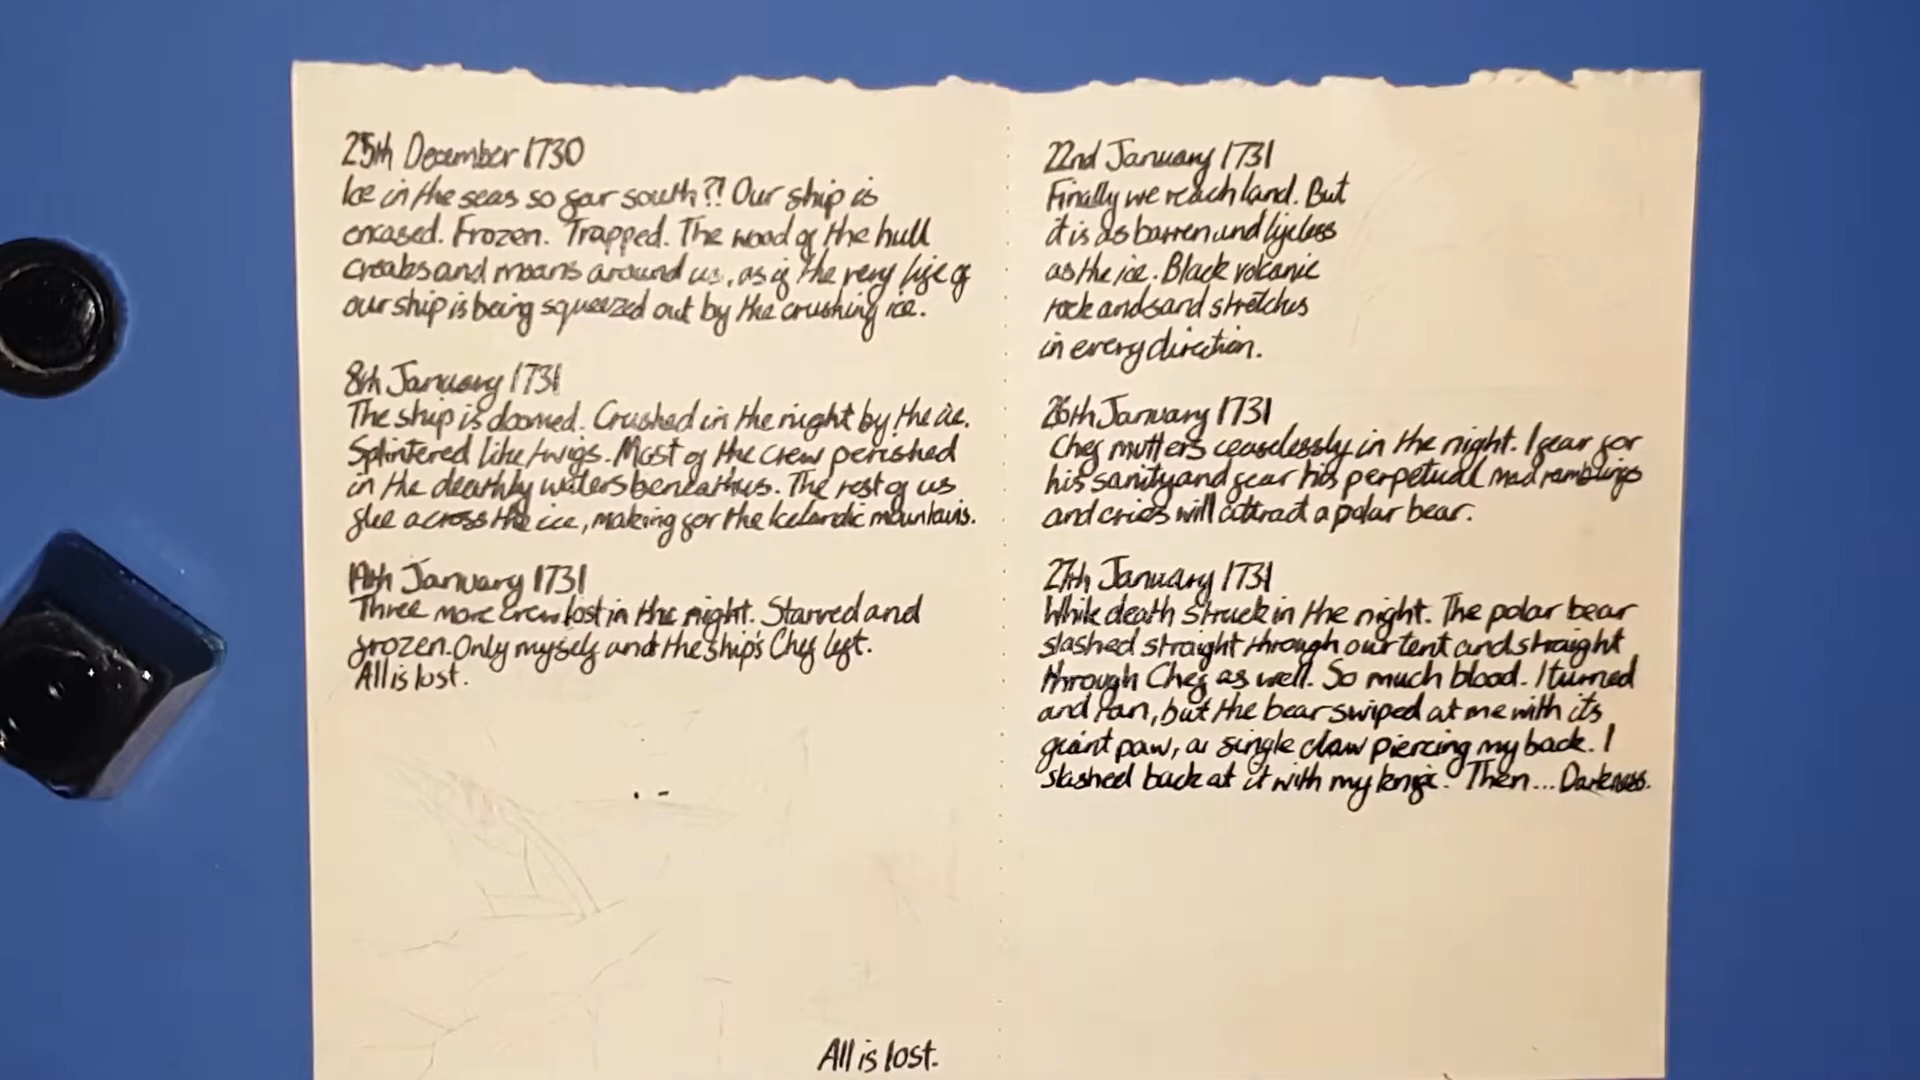 25th December 1730
Ice in the seas so far south?! Our ship is
encased. Frozen. Trapped. The wood of the hull
creaks and moans around us, as if the very life of
our ship is being squeezed out by the crushing ice.
8th January 1731
The ship is doomed. Crushed in the night by the ice.
Splintered like twigs. Most of the crew perished
in the deathly waters beneath us. The rest of us
flee across the ice, making for the Icelandic mountains.
January 1731
Three more crew lost in the night. Starved and
frozen. Only myself and the ship's Chef left.
All is lost.
All is lost.
22nd January 1731
Finally we reach land. But
it is as barren and lifeless
as the ice. Black volcanic
rock and sand stretches
in every direction.
26th January 1731
Chef mutters ceaselessly in the night. I fear for
his sanity and fear his perpetual mad ramblings
and cries will attract a polar bear.
27th January 1731
While death struck in the night. The polar bear
slashed straight through our tent and straight
through Chef as well. So much blood. I turned
and ran, but the bear swiped at me with its
giant paw, a single claw piercing my back. I
slashed back at it with my knife. Then... Darkness.